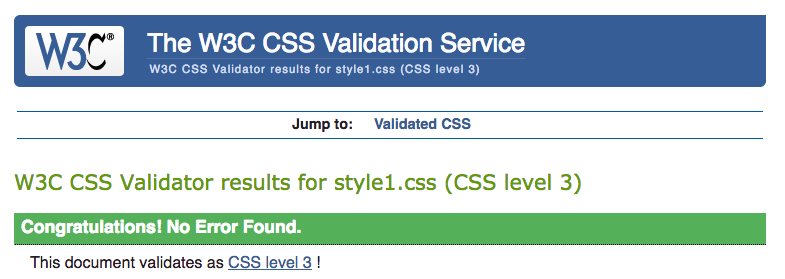 W3C® The W3C CSS Validation Service
W3C CSS Validator results for style1.css (CSS level 3)
Jump to: Validated CSS
W3C CSS Validator results for style1.css (CSS level 3)
Congratulations! No Error Found.
This document validates as CSS level 3 !